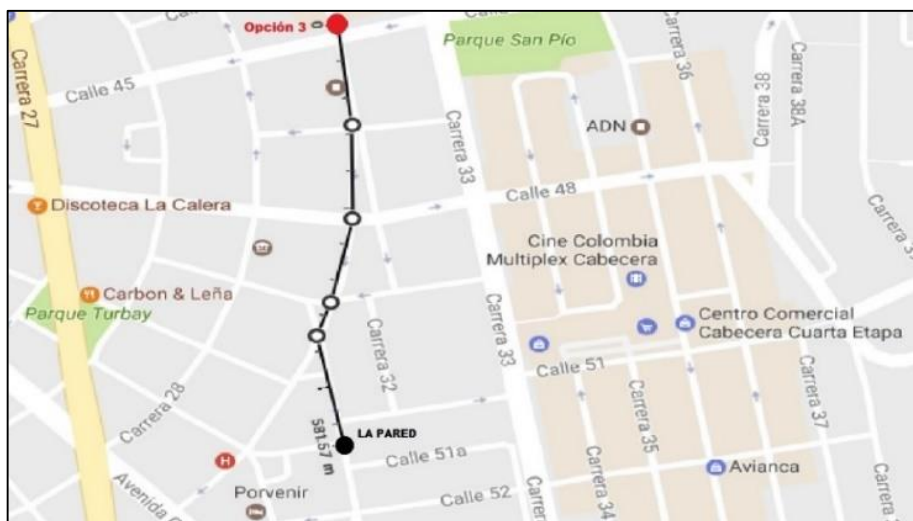 Opción 3
0
Parque San Pío
Carrera 36
Carrera 38
Carrera 38A
Calle 45
Carrera 27
ADN
Carrera 33
Calle 48
Discoteca La Calera
Cine Colombia
Multiplex Cabecera
Carbon & Leña
Parque Turbay
Centro Comercial
Cabecera Cuarta Etapa
Carrera 33
Carrera 32
Calle 51
Carrera 28
Carrera 37
Carrera 35
581.57 m
LA PARED
Calle 51a
H
Avianca
Porvenir
Calle 52
Carrera 34
Avenida